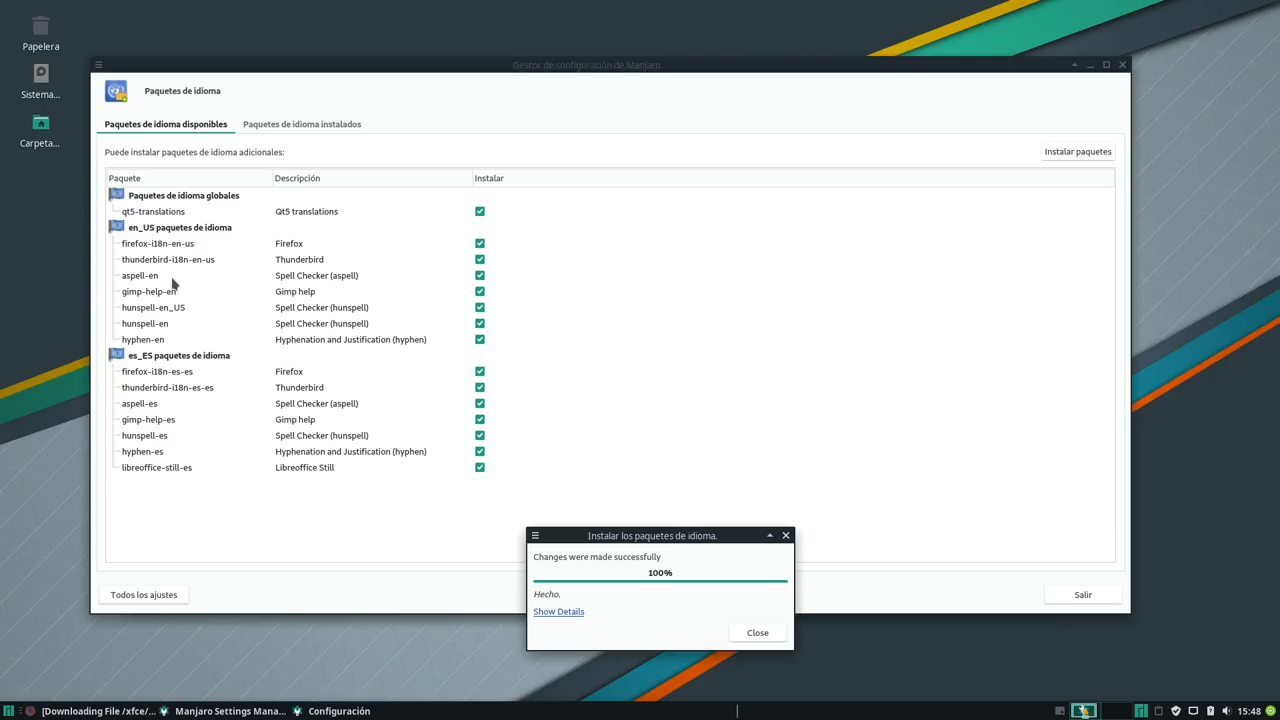 Papelera
Sistema...
Carpeta...
Gestor de configuración de Manjaro
Paquetes de idioma
Paquetes de idioma disponibles
Paquetes de idioma instalados
Puede instalar paquetes de idioma adicionales:
Instalar paquetes
Paquete Descripción Instalar
Paquetes de idioma globales
qt5-translations Qt5 translations
en_US paquetes de idioma
firefox-i18n-en-us Firefox
thunderbird-i18n-en-us Thunderbird
aspell-en Spell Checker (aspell)
gimp-help-en Gimp help
hunspell-en_US Spell Checker (hunspell)
hunspell-en Spell Checker (hunspell)
hyphen-en Hyphenation and Justification (hyphen)
es_ES paquetes de idioma
firefox-i18n-es-es Firefox
thunderbird-i18n-es-es Thunderbird
aspell-es Spell Checker (aspell)
gimp-help-es Gimp help
hunspell-es Spell Checker (hunspell)
hyphen-es Hyphenation and Justification (hyphen)
libreoffice-still-es Libreoffice Still
Todos los ajustes
Salir
Instalar los paquetes de idioma.
Changes were made successfully
100%
Hecho.
Show Details
Close
[Downloading File /xfce/...
Manjaro Settings Mana...
Configuración
15:48